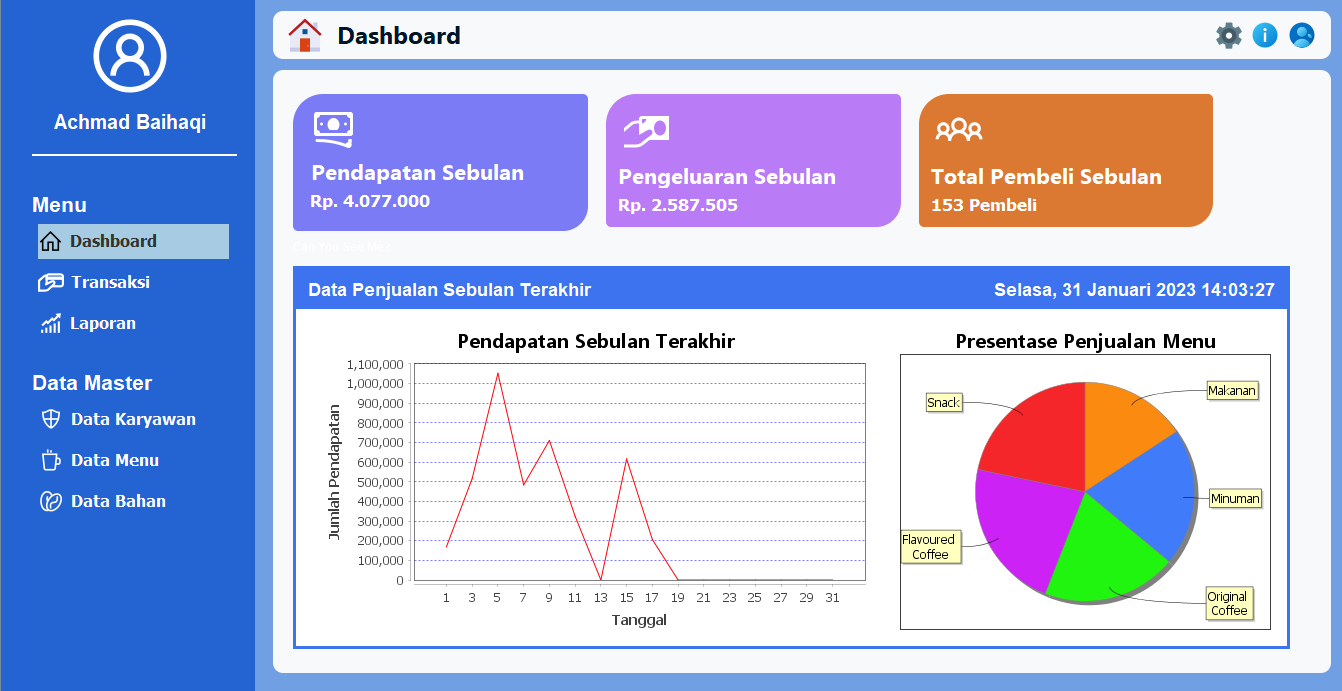 Achmad Baihaqi
Menu
Dashboard
Transaksi
Laporan
Data Master
Data Karyawan
Data Menu
Data Bahan
Dashboard
i
Pendapatan Sebulan
Rp. 4.077.000
Pengeluaran Sebulan
Rp. 2.587.505
Total Pembeli Sebulan
153 Pembeli
Can You See Me?
Data Penjualan Sebulan Terakhir
Selasa, 31 Januari 2023 14:03:27
Pendapatan Sebulan Terakhir
Jumlah Pendapatan
1,100,000
1,000,000
900,000
800,000
700,000
600,000
500,000
400,000
300,000
200,000
100,000
0
1 3 5 7 9 11 13 15 17 19 21 23 25 27 29 31
Tanggal
Presentase Penjualan Menu
Makanan
Snack
Minuman
Flavoured
Coffee
Original
Coffee